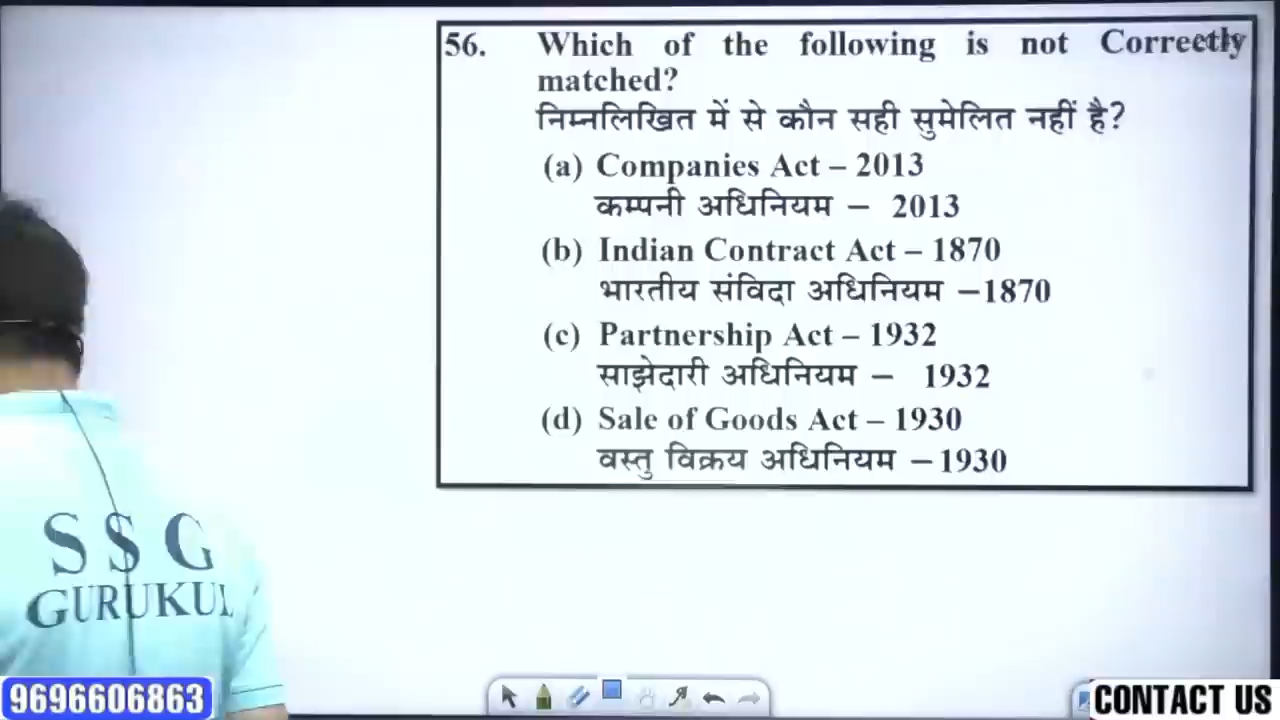 56. Which of the following is not Correctly
matched?
निम्नलिखित में से कौन सही सुमेलित नहीं है?
(a) Companies Act – 2013
कम्पनी अधिनियम – 2013
(b) Indian Contract Act – 1870
भारतीय संविदा अधिनियम –1870
(c) Partnership Act – 1932
साझेदारी अधिनियम – 1932
(d) Sale of Goods Act – 1930
वस्तु विक्रय अधिनियम –1930
S S G
GURUKUL
9696606863
CONTACT US